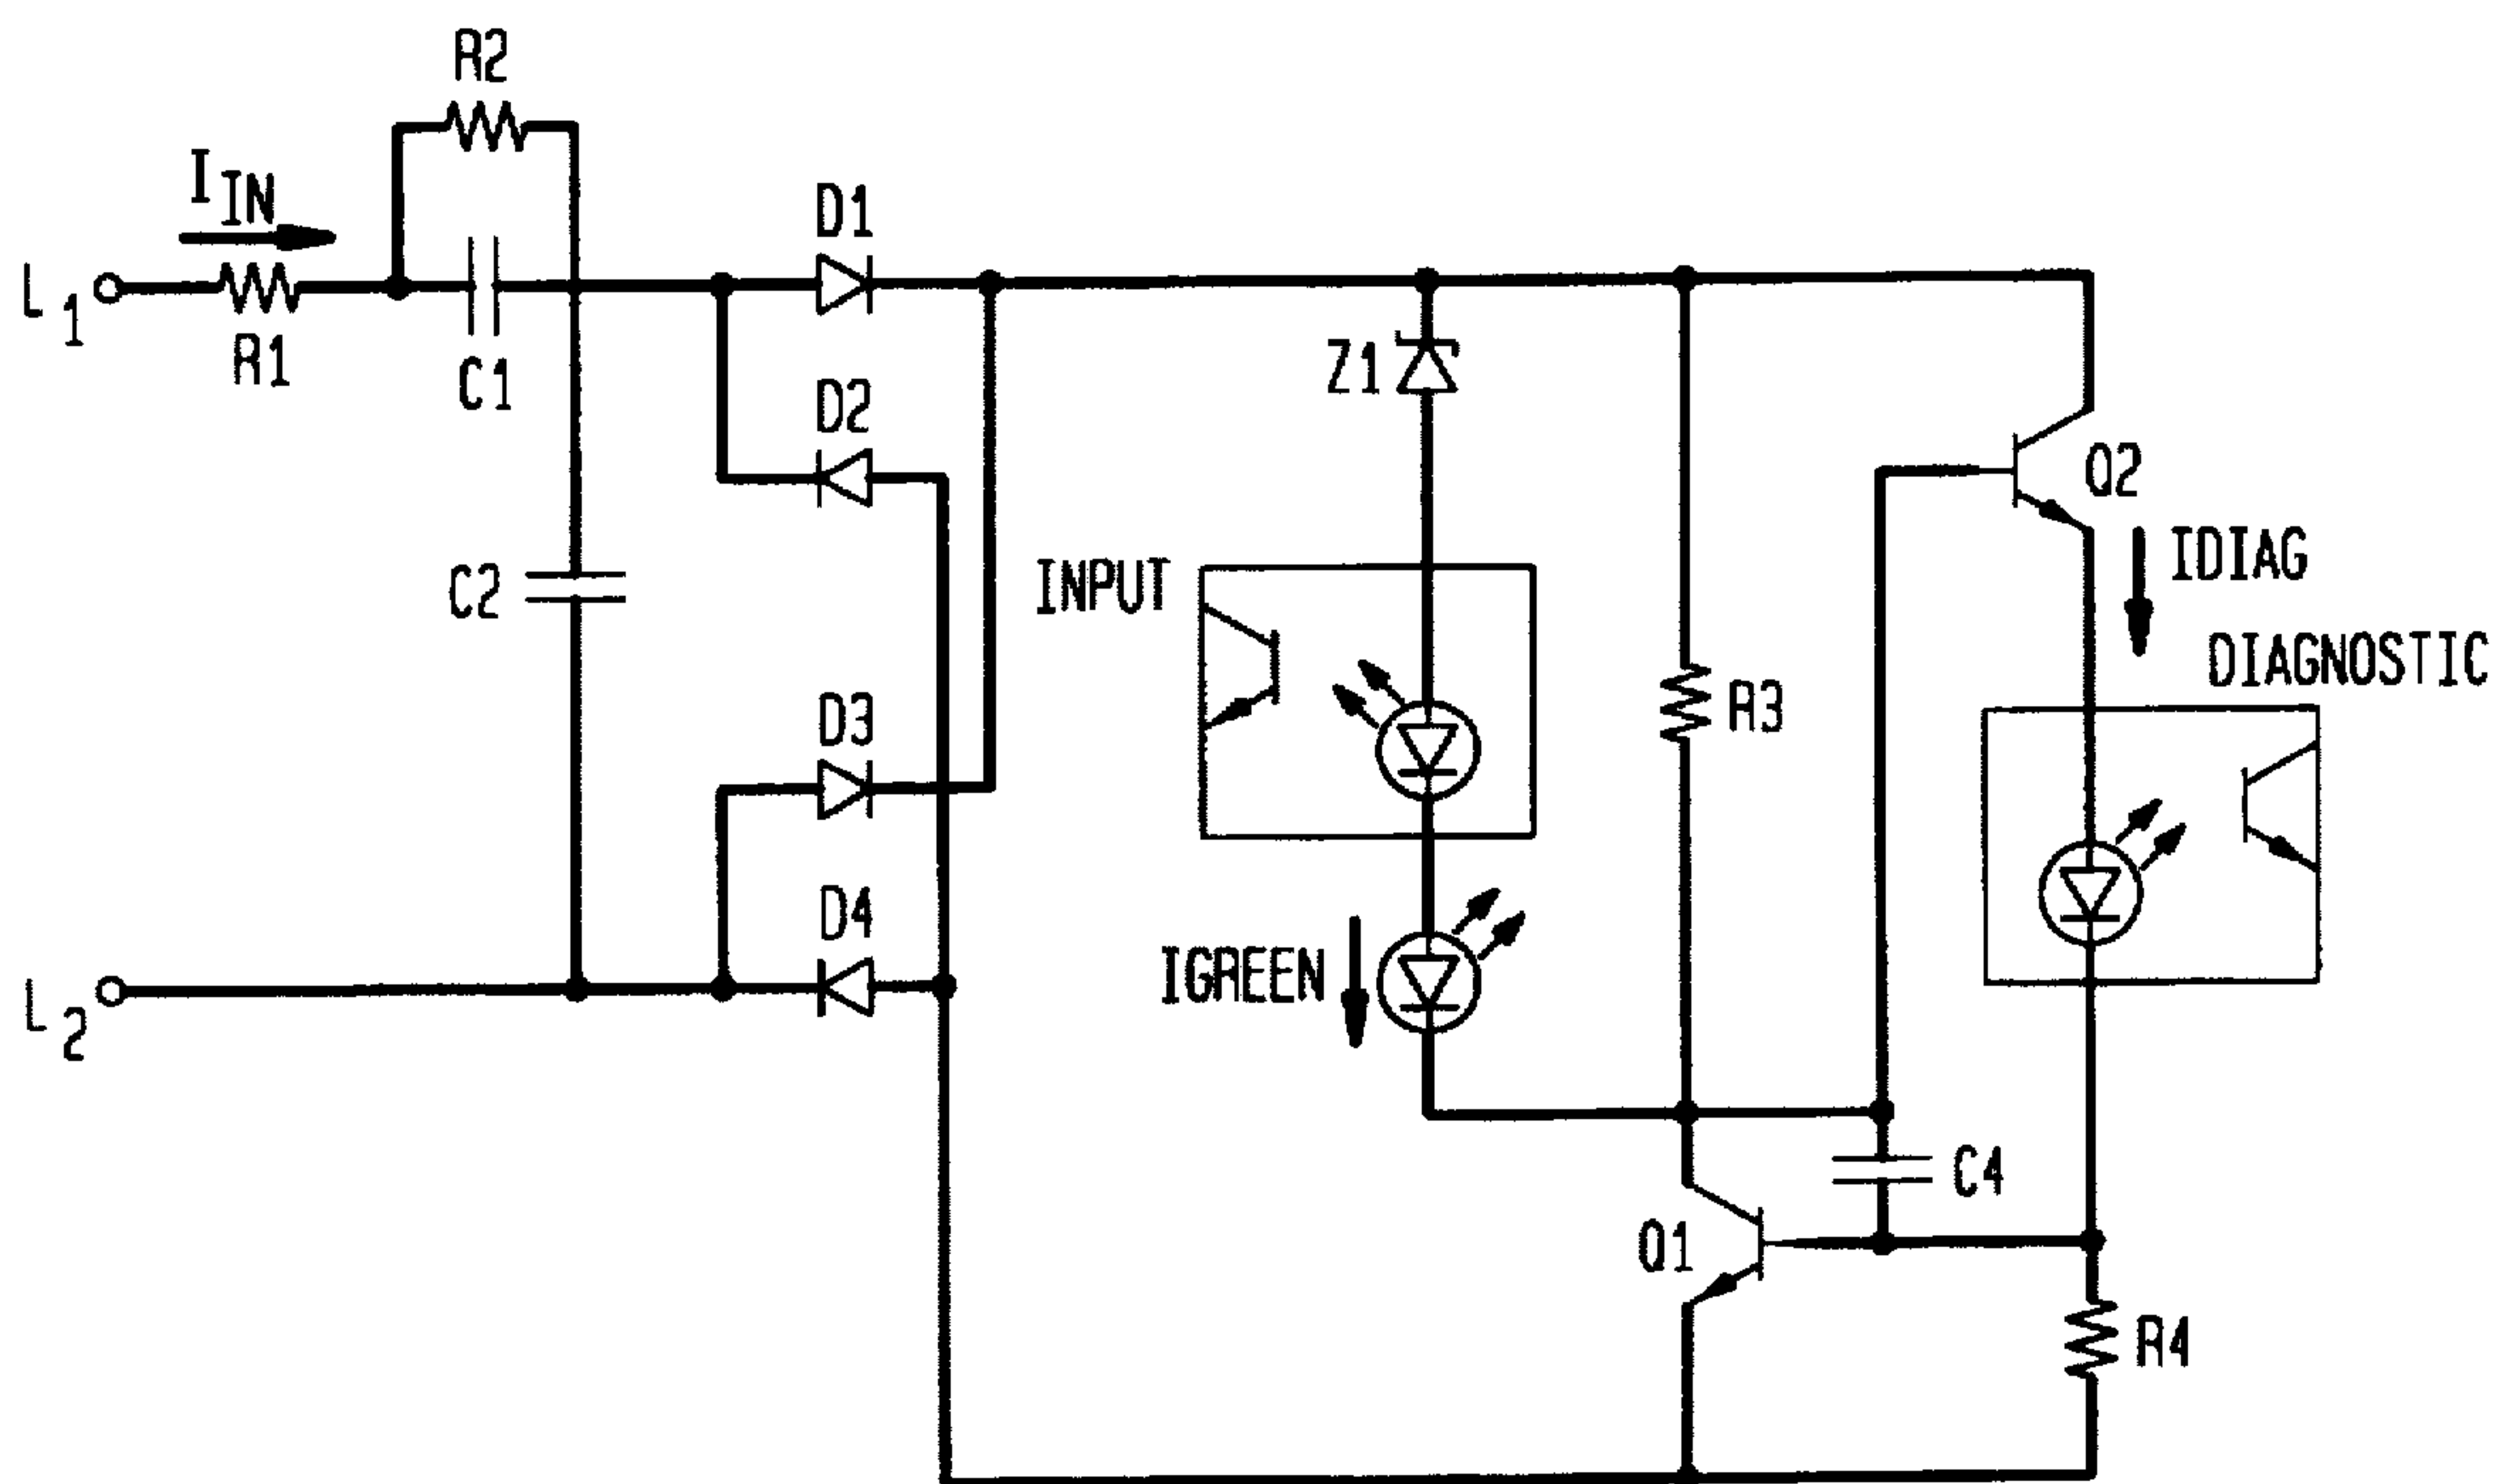 R2
I IN
D1
L1
R1
C1
Z1
D2
Q2
INPUT
IDIAG
C2
DIAGNOSTIC
D3
R3
D4
IGREEN
L2
C4
Q1
R4